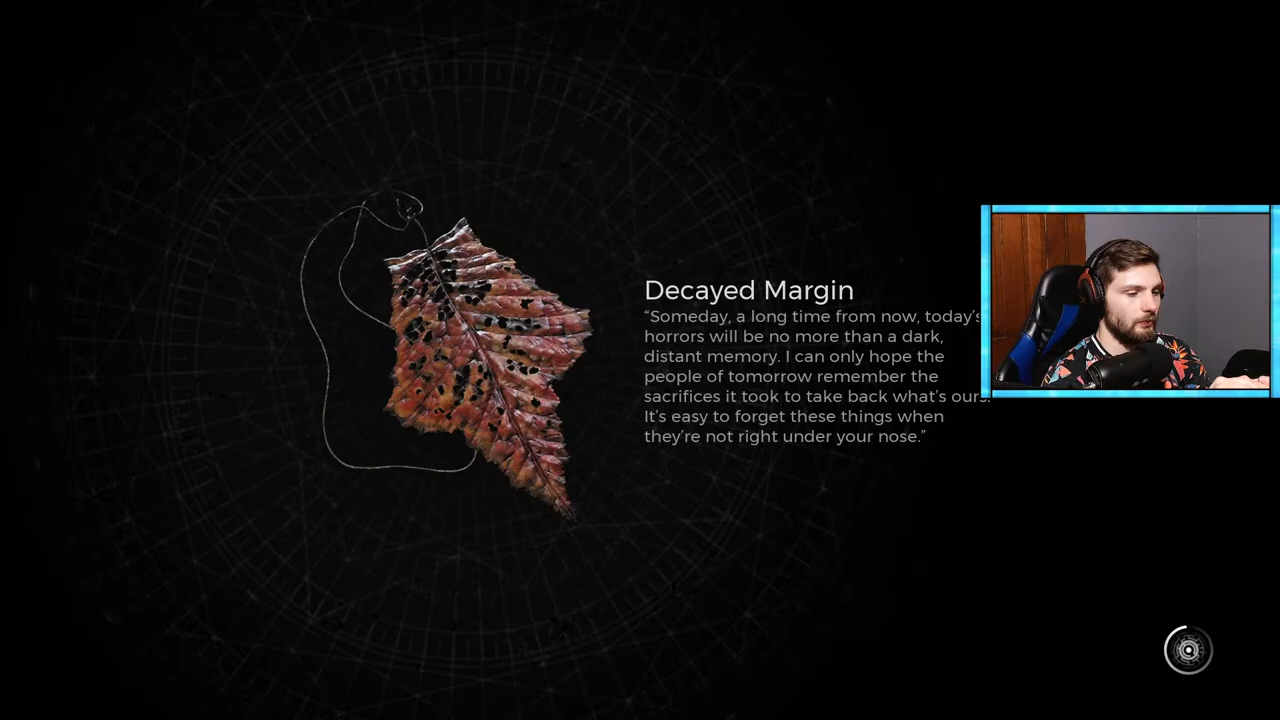 Decayed Margin
“Someday, a long time from now, today's
horrors will be no more than a dark,
distant memory. I can only hope the
people of tomorrow remember the
sacrifices it took to take back what’s ours.
It’s easy to forget these things when
they’re not right under your nose.”